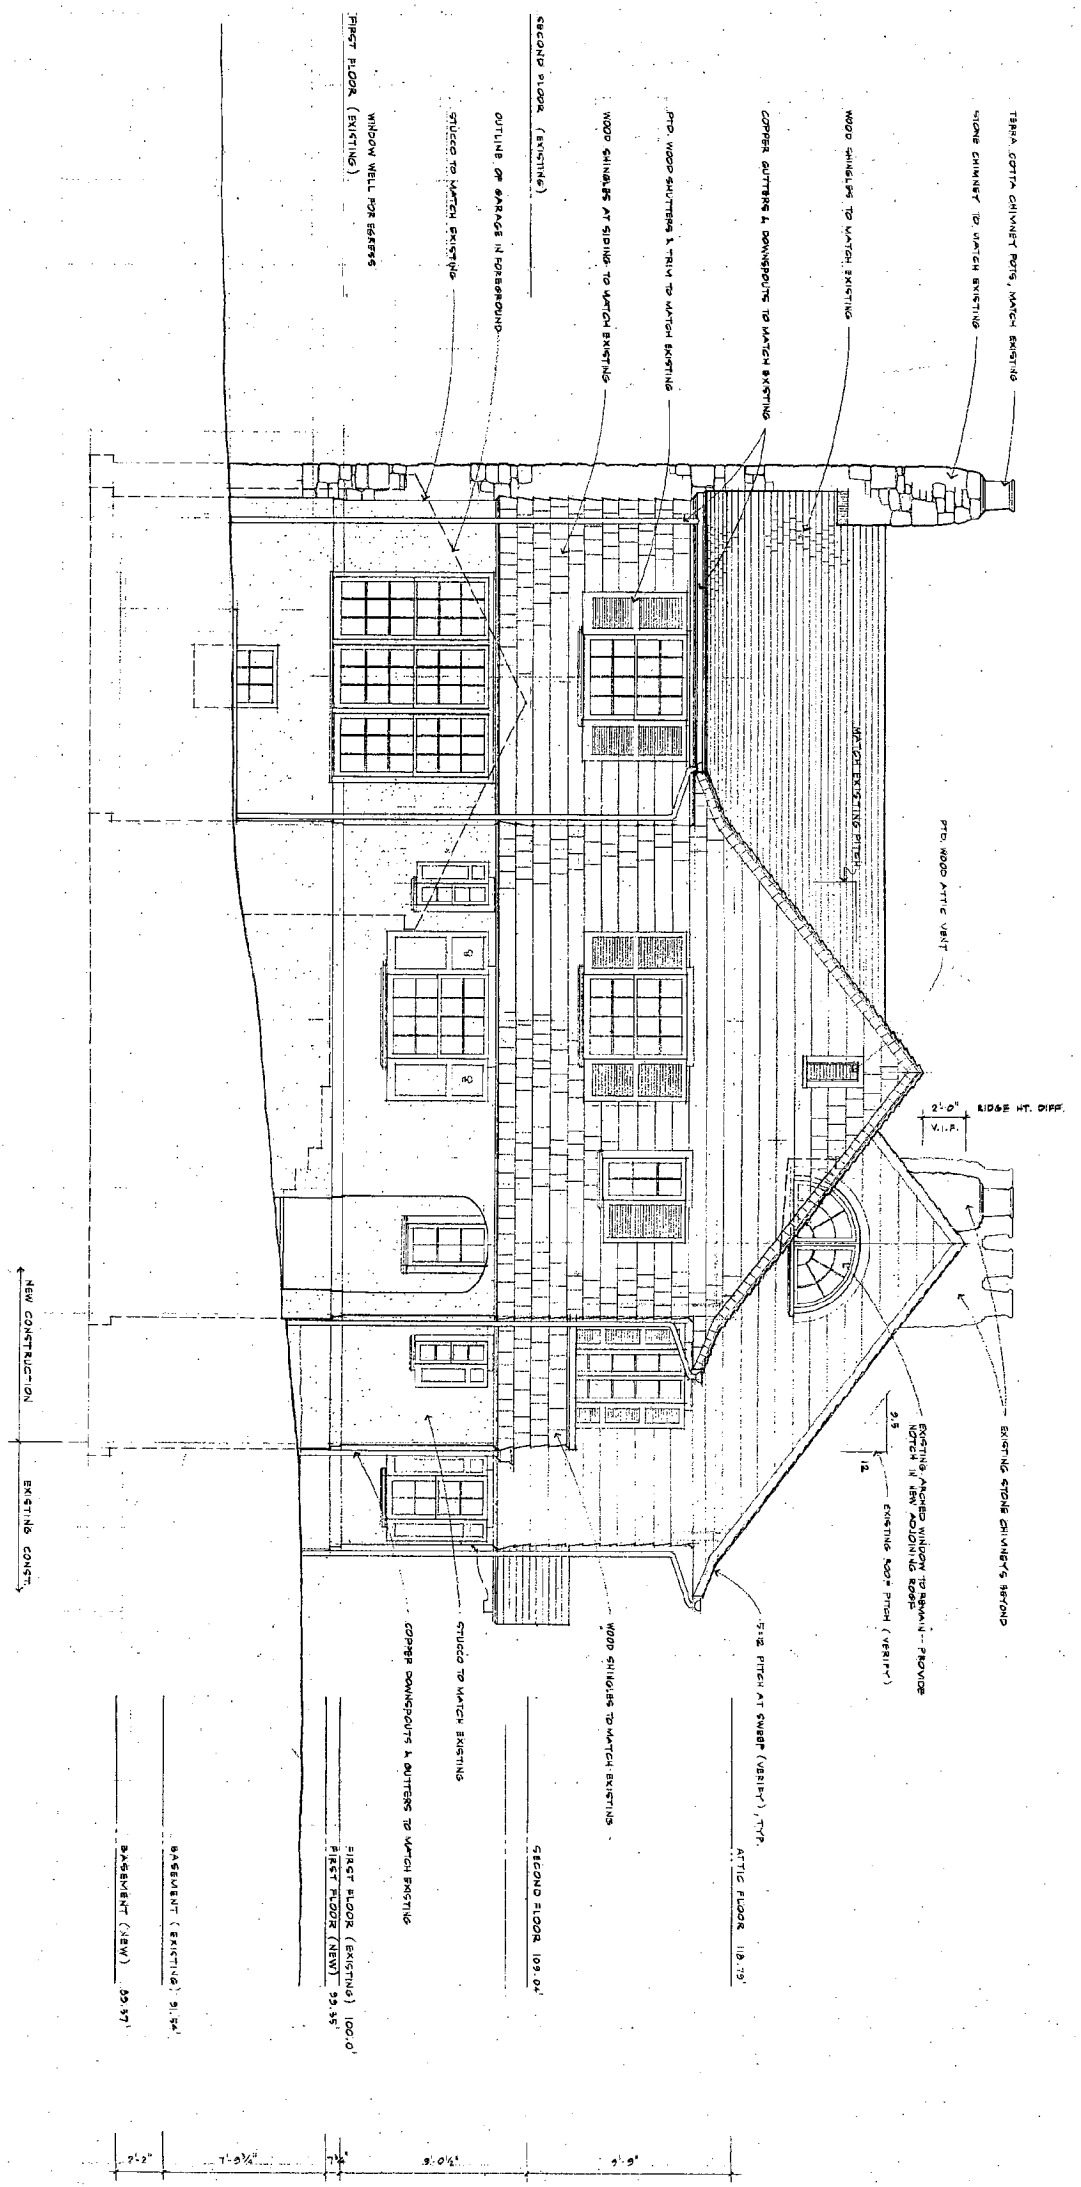 TERRA COTTA CHIMNEY POTS, MATCH EXISTING
STONE CHIMNEY TO MATCH EXISTING
WOOD SHINGLES TO MATCH EXISTING
COPPER GUTTERS & DOWNSPOUTS TO MATCH EXISTING
PTD. WOOD SHUTTERS & TRIM TO MATCH EXISTING
WOOD SHINGLES AT SIDING TO MATCH EXISTING
SECOND FLOOR (EXISTING)
OUTLINE OF GARAGE IN FOREGROUND
STUCCO TO MATCH EXISTING
WINDOW WELL FOR EGRESS
FIRST FLOOR (EXISTING)
MATCH EXISTING PITCH
PTD. WOOD ATTIC VENT
2'-0"
V.I.F.
RIDGE HT. DIFF.
EXISTING STONE CHIMNEYS BEYOND
EXISTING ARCHED WINDOW TO REMAIN - PROVIDE
NOTCH IN NEW ADJOINING ROOF
9.5
12
EXISTING ROOF PITCH (VERIFY)
5:12 PITCH AT SWEEP (VERIFY), TYP.
WOOD SHINGLES TO MATCH EXISTING
STUCCO TO MATCH EXISTING
COPPER DOWNSPOUTS & GUTTERS TO MATCH EXISTING
NEW CONSTRUCTION
EXISTING CONST.
ATTIC FLOOR 118.79'
SECOND FLOOR 109.04'
FIRST FLOOR (EXISTING) 100.0'
FIRST FLOOR (NEW) 99.35'
BASEMENT (EXISTING) 91.54'
BASEMENT (NEW) 89.37'
9'-9"
9'-0½"
7¾"
7'-9¾"
2'-2"